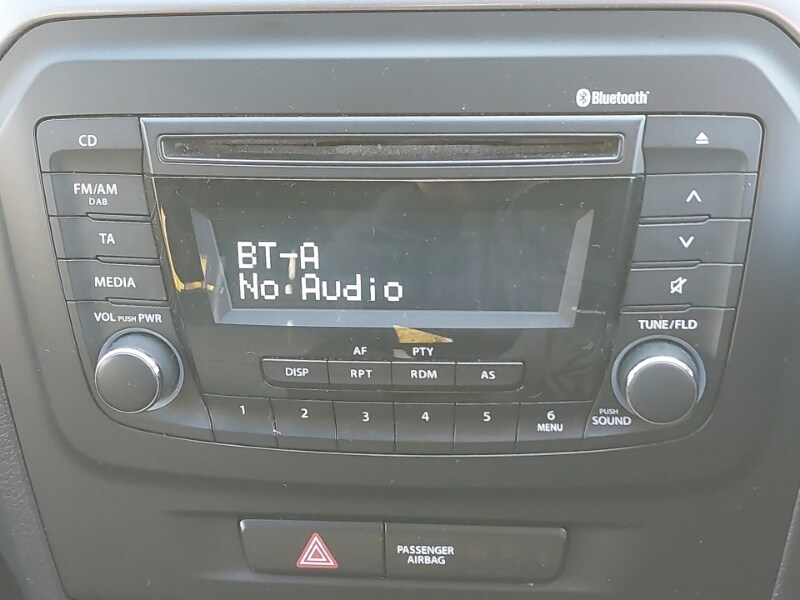 Bluetooth
CD
FM/AM
DAB
TA
MEDIA
VOL PUSH PWR
BT-A
No Audio
TUNE/FLD
AF PTY
DISP RPT RDM AS
1 2 3 4 5 6
MENU
PUSH
SOUND
PASSENGER
AIRBAG